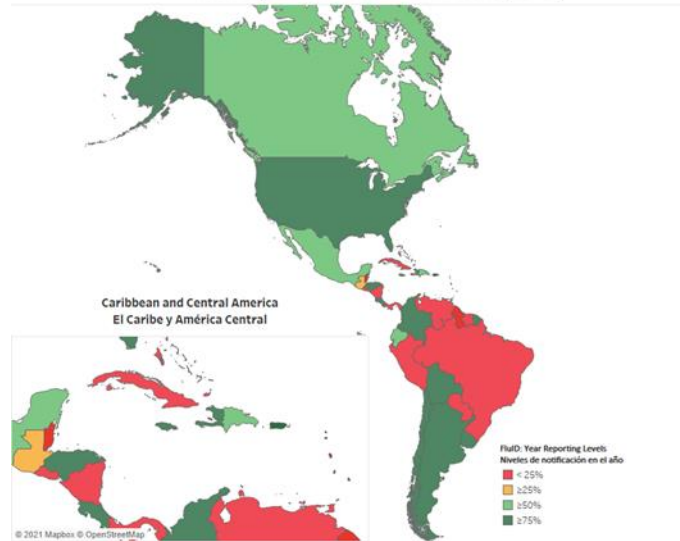 Caribbean and Central America
El Caribe y América Central
FluID: Year Reporting Levels
Niveles de notificación en el año
< 25%
≥25%
≥50%
≥75%
© 2021 Mapbox © OpenStreetMap